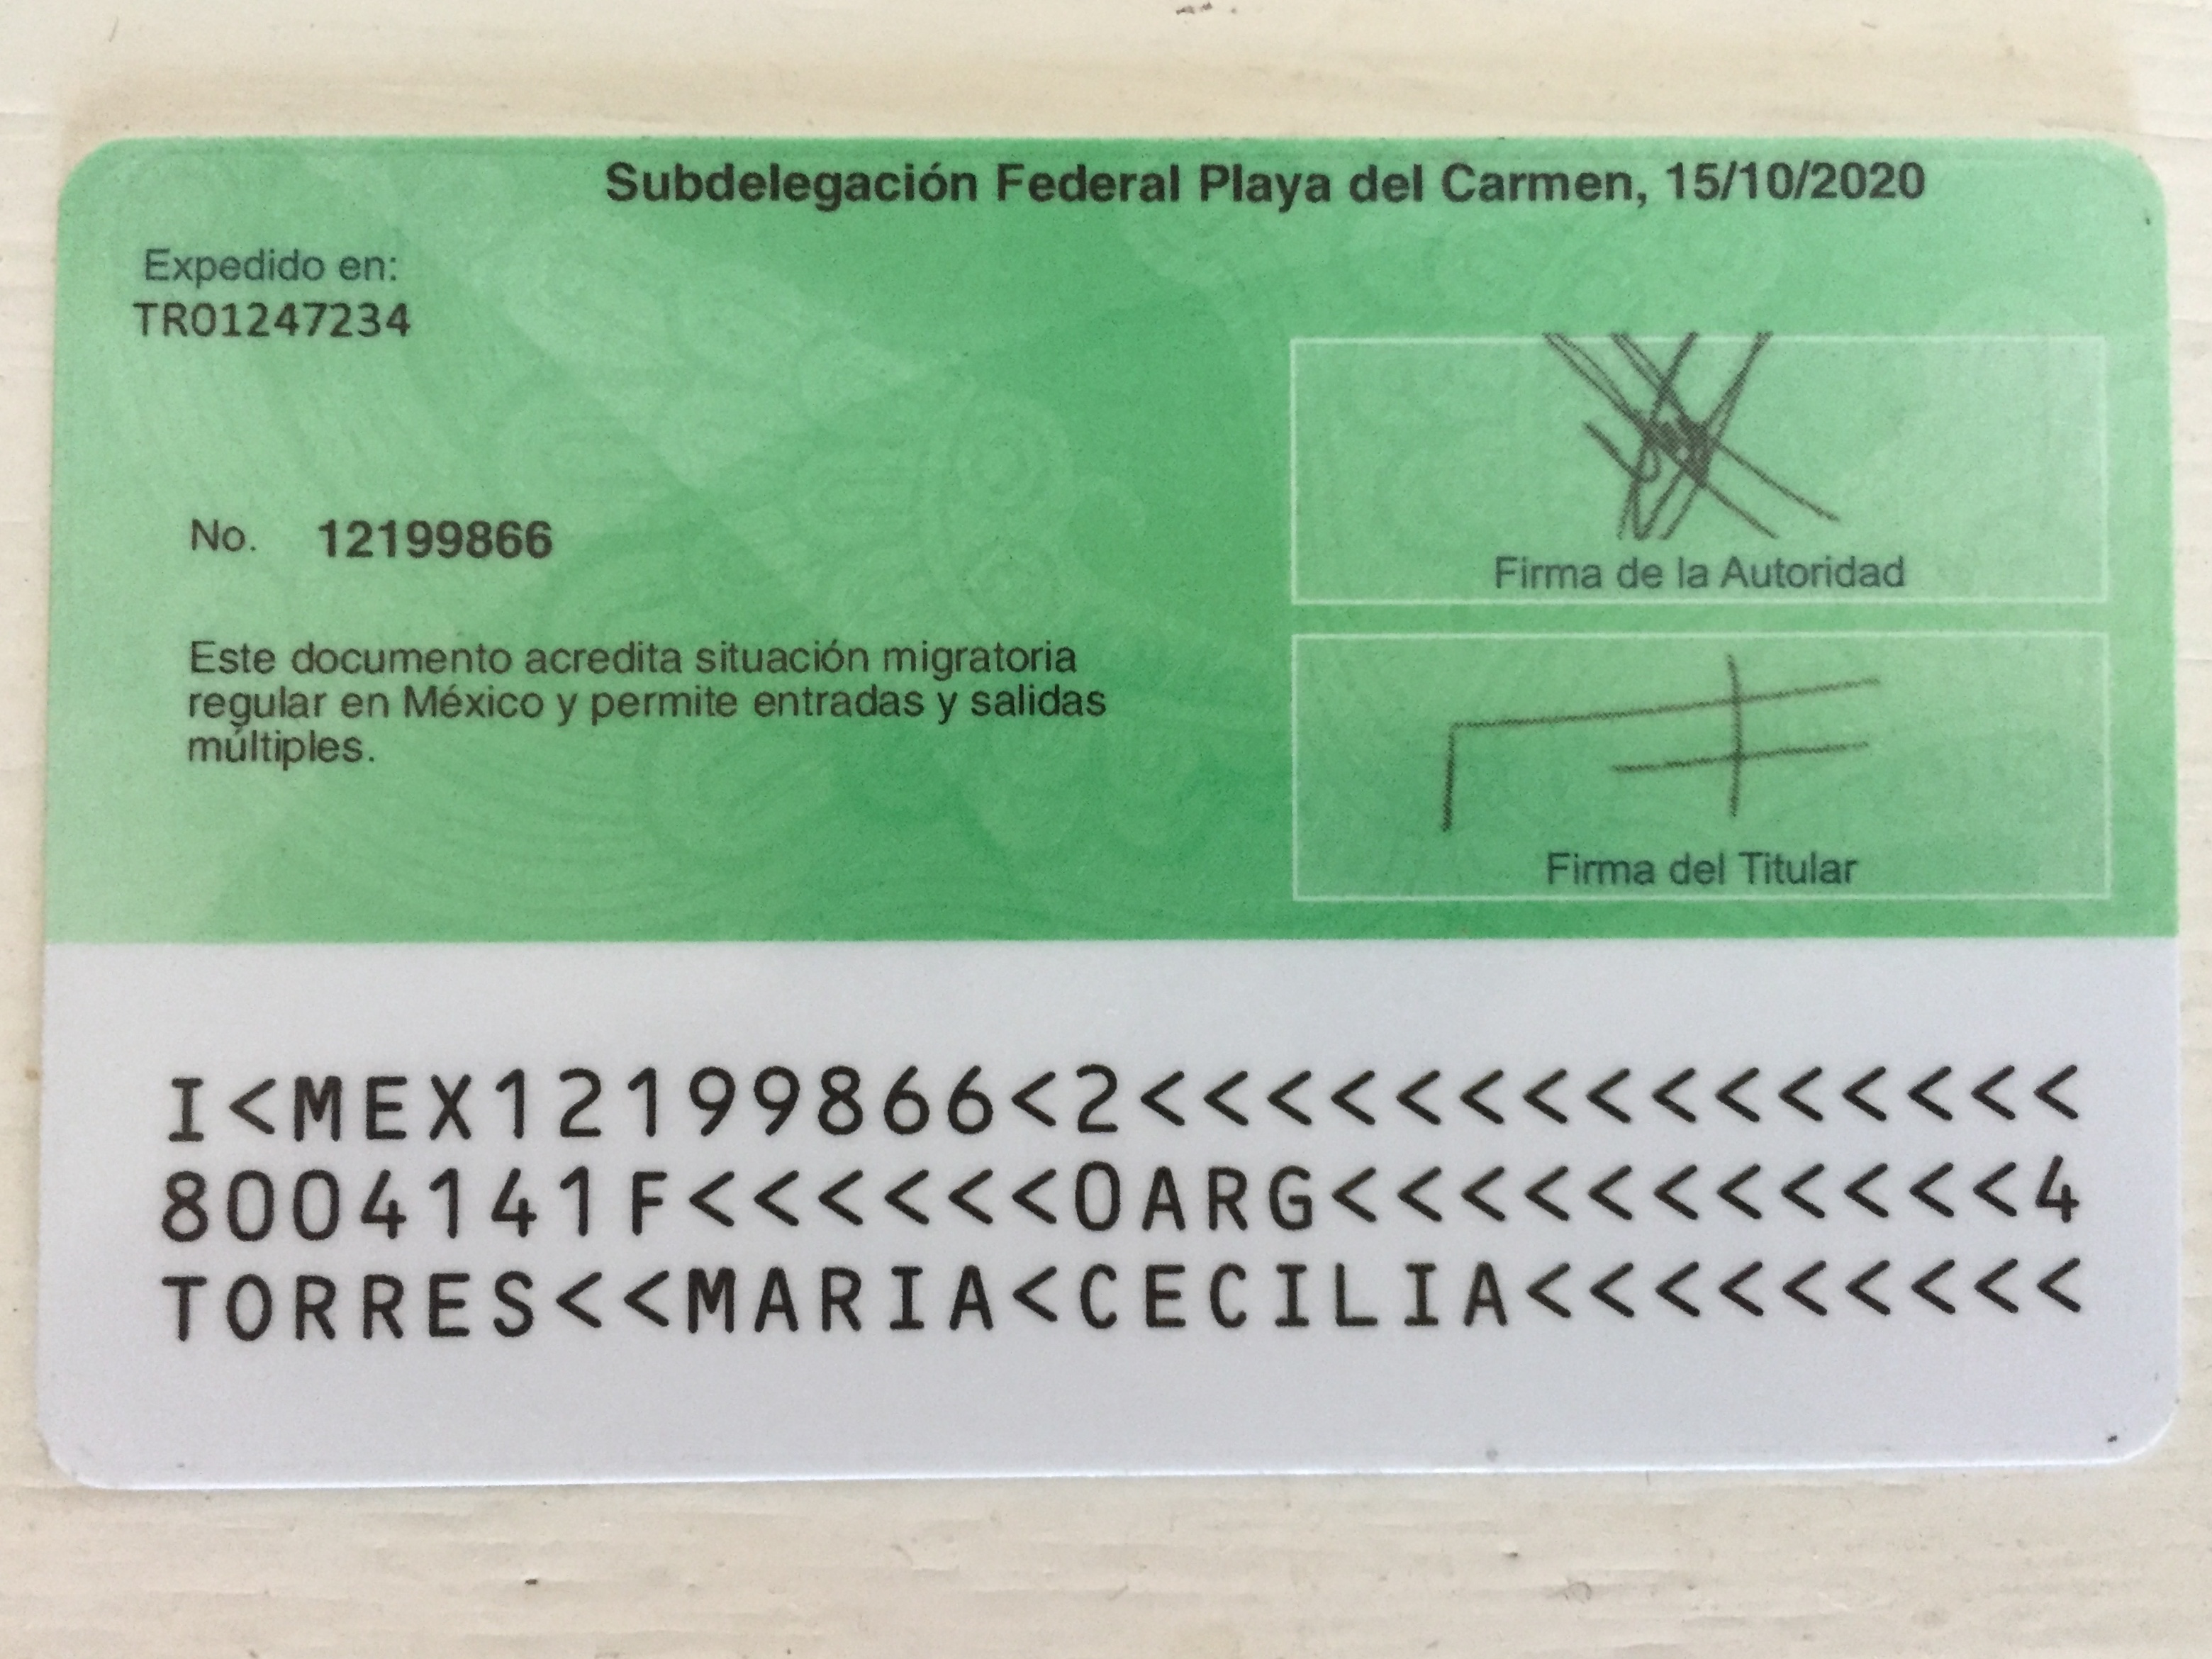 Subdelegación Federal Playa del Carmen, 15/10/2020
Expedido en:
TR01247234
No. 12199866
Firma de la Autoridad
Este documento acredita situación migratoria
regular en México y permite entradas y salidas
múltiples.
Firma del Titular
I<MEX12199866<2<<<<<<<<<<<<<<<
8004141F<<<<<<0ARG<<<<<<<<<<<4
TORRES<<MARIA<CECILIA<<<<<<<<<